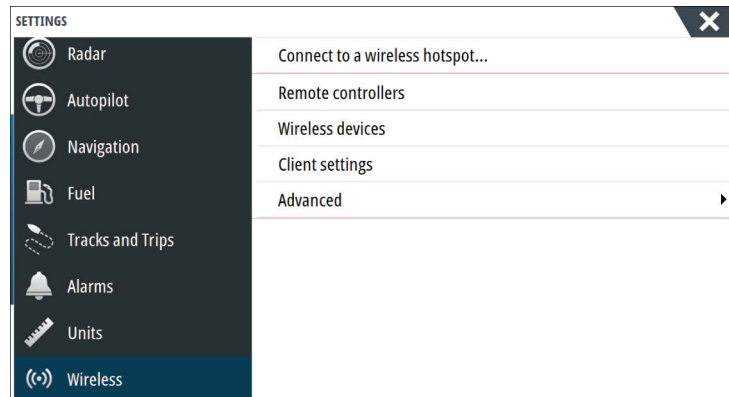 SETTINGS
Radar
Autopilot
Navigation
Fuel
Tracks and Trips
Alarms
Units
Wireless
Connect to a wireless hotspot...
Remote controllers
Wireless devices
Client settings
Advanced